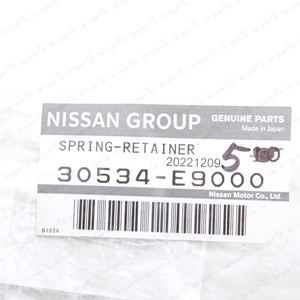 NISSAN GROUP
GENUINE PARTS
Made in Japan
SPRING-RETAINER
20221209
5
30534-E9000
Nissan Motor Co., Ltd.
B1228